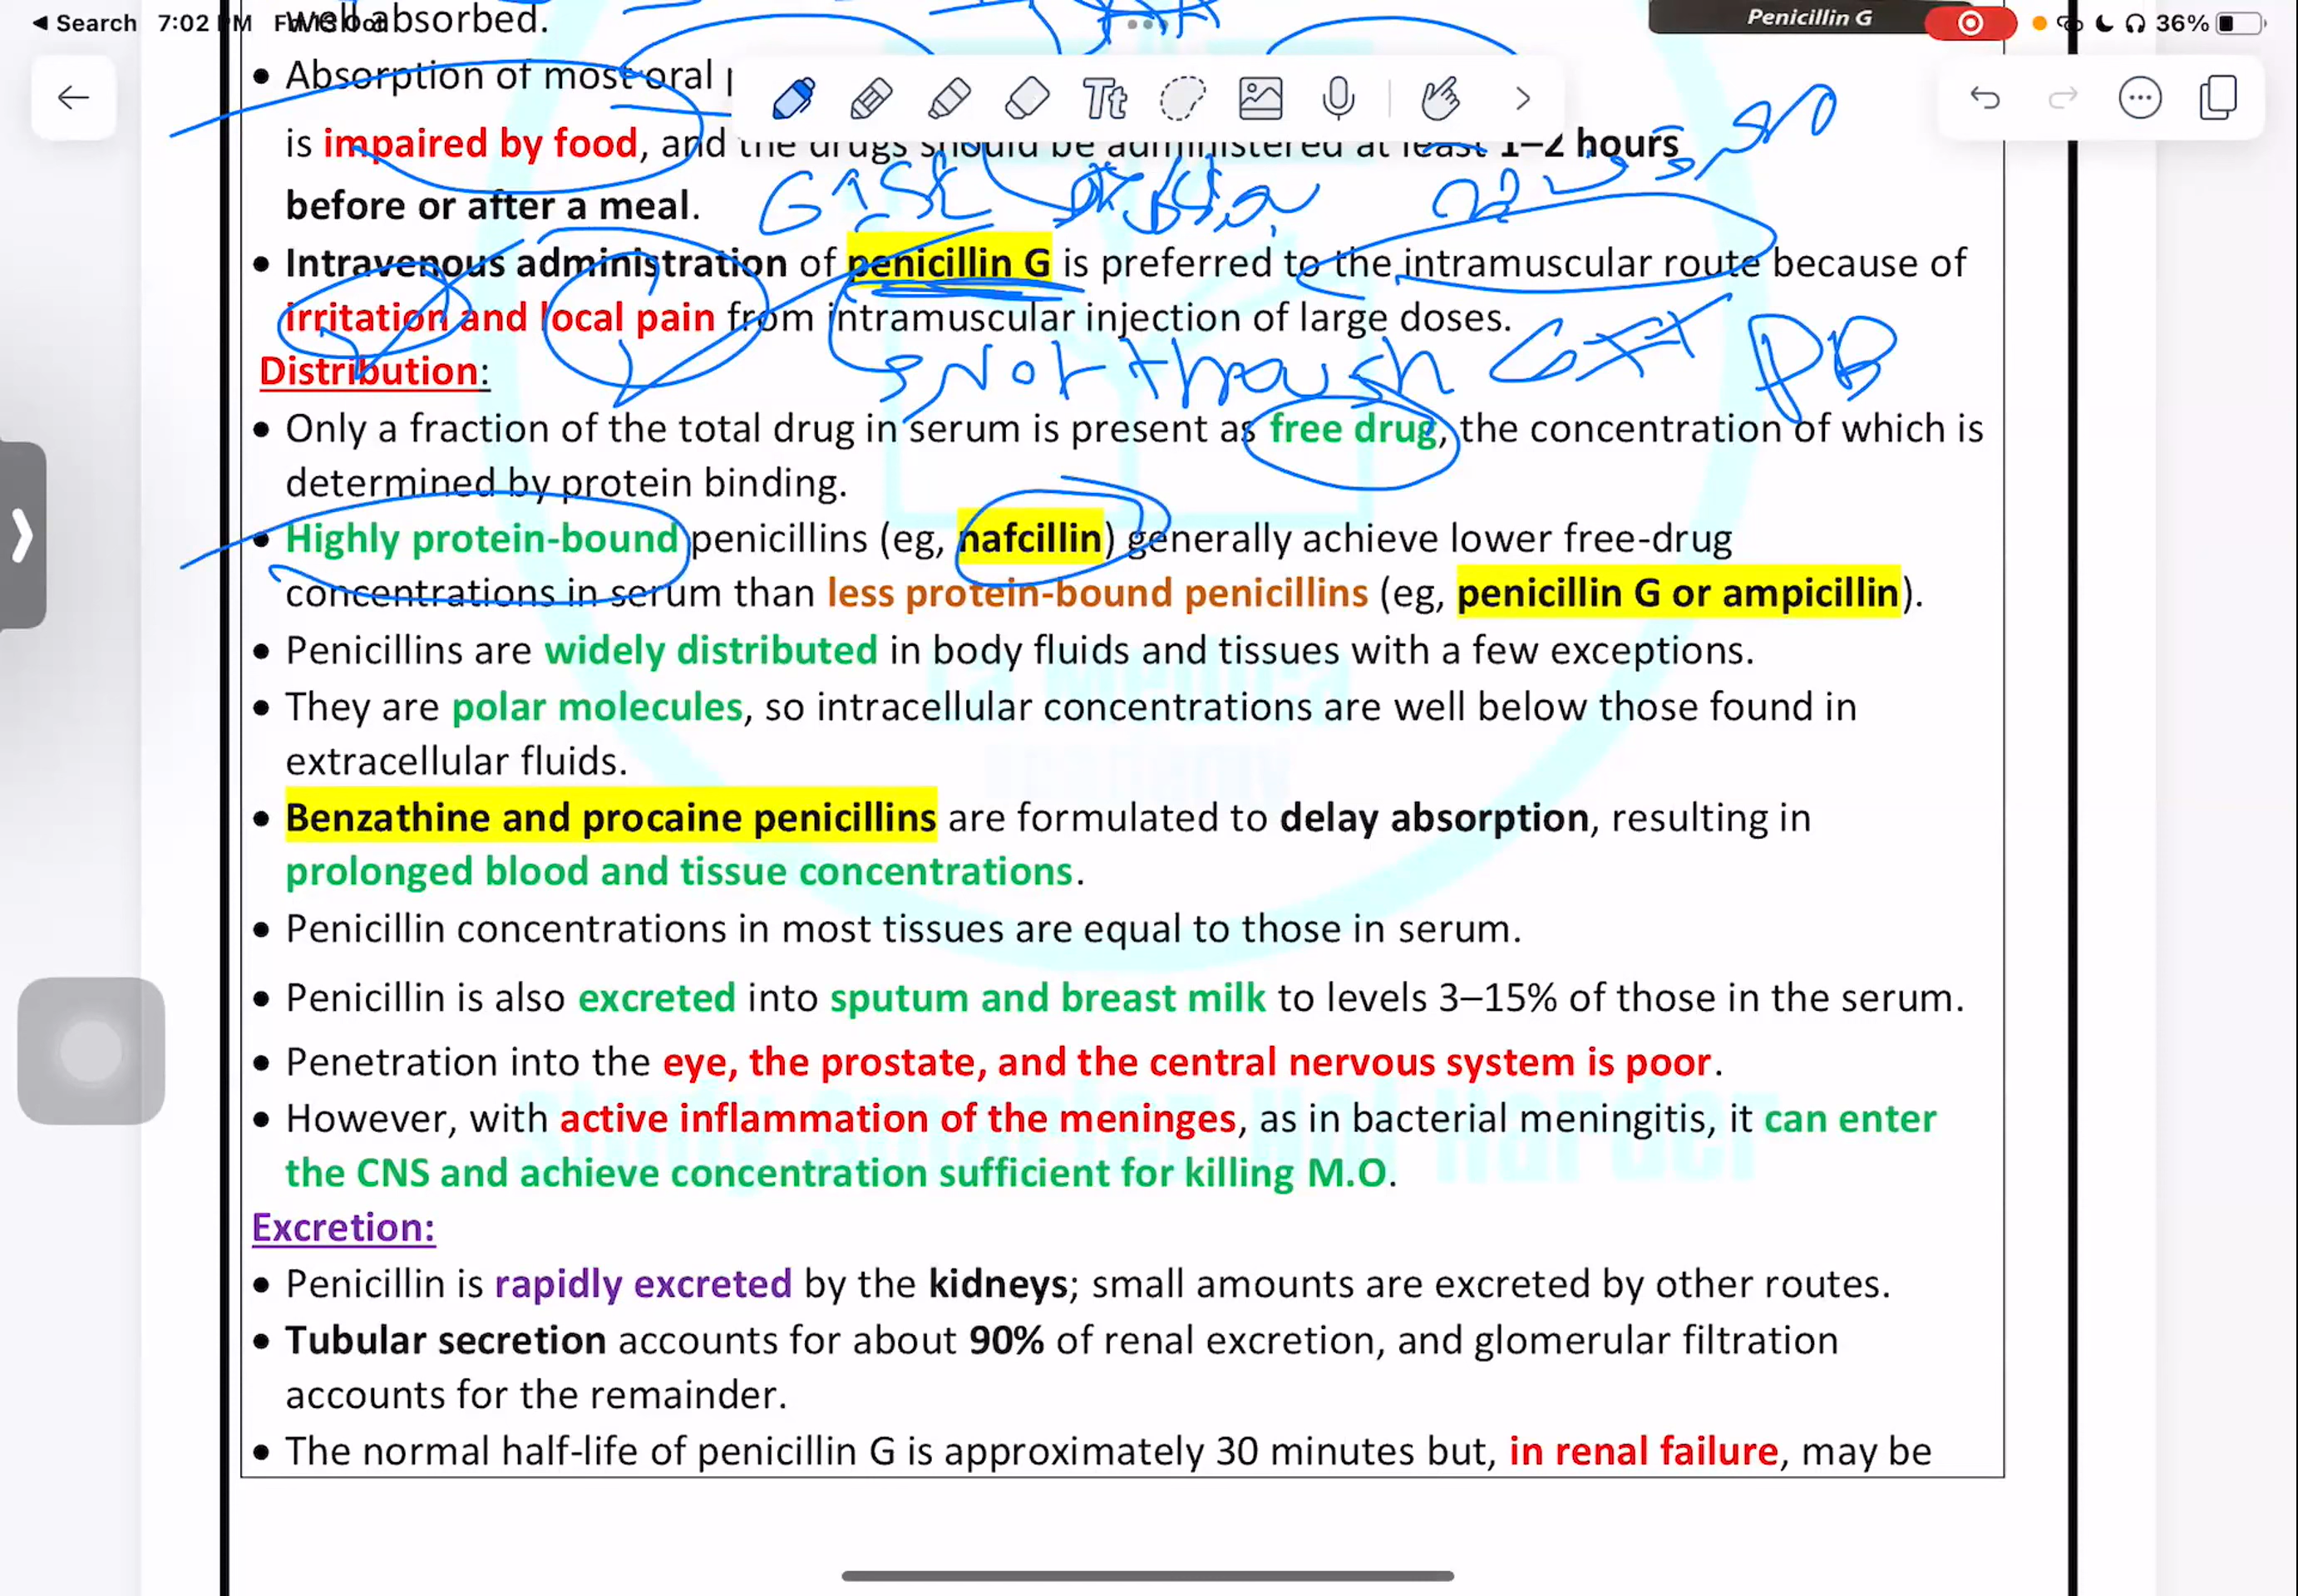 Search 7:02 PM Fri 13 Oct
Penicillin G
36%
well absorbed.
• Absorption of most oral
is impaired by food, and the drugs should be administered at least 1–2 hours
before or after a meal.
• Intravenous administration of penicillin G is preferred to the intramuscular route because of
irritation and local pain from intramuscular injection of large doses.
Not through GIT PB
Distribution:
• Only a fraction of the total drug in serum is present as free drug, the concentration of which is
determined by protein binding.
• Highly protein-bound penicillins (eg, nafcillin) generally achieve lower free-drug
concentrations in serum than less protein-bound penicillins (eg, penicillin G or ampicillin).
• Penicillins are widely distributed in body fluids and tissues with a few exceptions.
• They are polar molecules, so intracellular concentrations are well below those found in
extracellular fluids.
• Benzathine and procaine penicillins are formulated to delay absorption, resulting in
prolonged blood and tissue concentrations.
• Penicillin concentrations in most tissues are equal to those in serum.
• Penicillin is also excreted into sputum and breast milk to levels 3–15% of those in the serum.
• Penetration into the eye, the prostate, and the central nervous system is poor.
• However, with active inflammation of the meninges, as in bacterial meningitis, it can enter
the CNS and achieve concentration sufficient for killing M.O.
Excretion:
• Penicillin is rapidly excreted by the kidneys; small amounts are excreted by other routes.
• Tubular secretion accounts for about 90% of renal excretion, and glomerular filtration
accounts for the remainder.
• The normal half-life of penicillin G is approximately 30 minutes but, in renal failure, may be